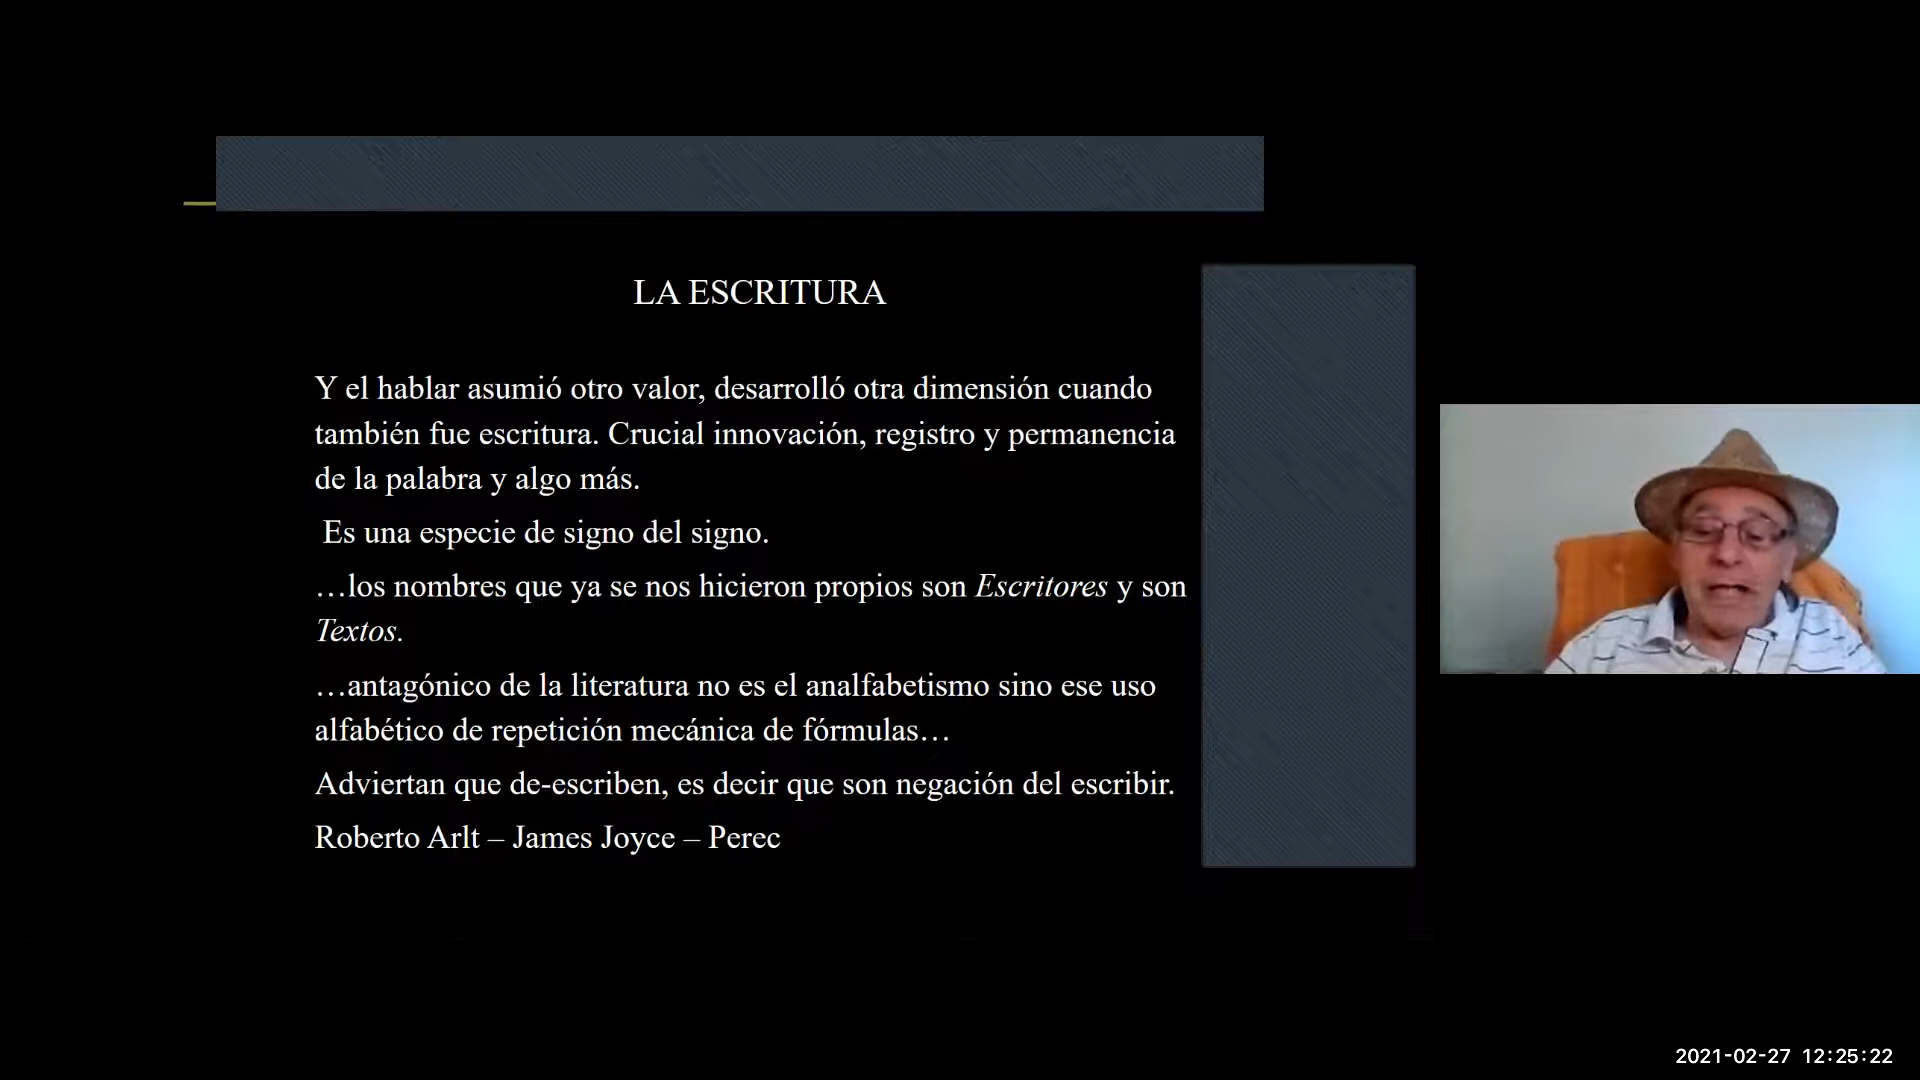 LA ESCRITURA
Y el hablar asumió otro valor, desarrolló otra dimensión cuando
también fue escritura. Crucial innovación, registro y permanencia
de la palabra y algo más.
Es una especie de signo del signo.
…los nombres que ya se nos hicieron propios son Escritores y son
Textos.
…antagónico de la literatura no es el analfabetismo sino ese uso
alfabético de repetición mecánica de fórmulas…
Adviertan que de-escriben, es decir que son negación del escribir.
Roberto Arlt – James Joyce – Perec
2021-02-27 12:25:22